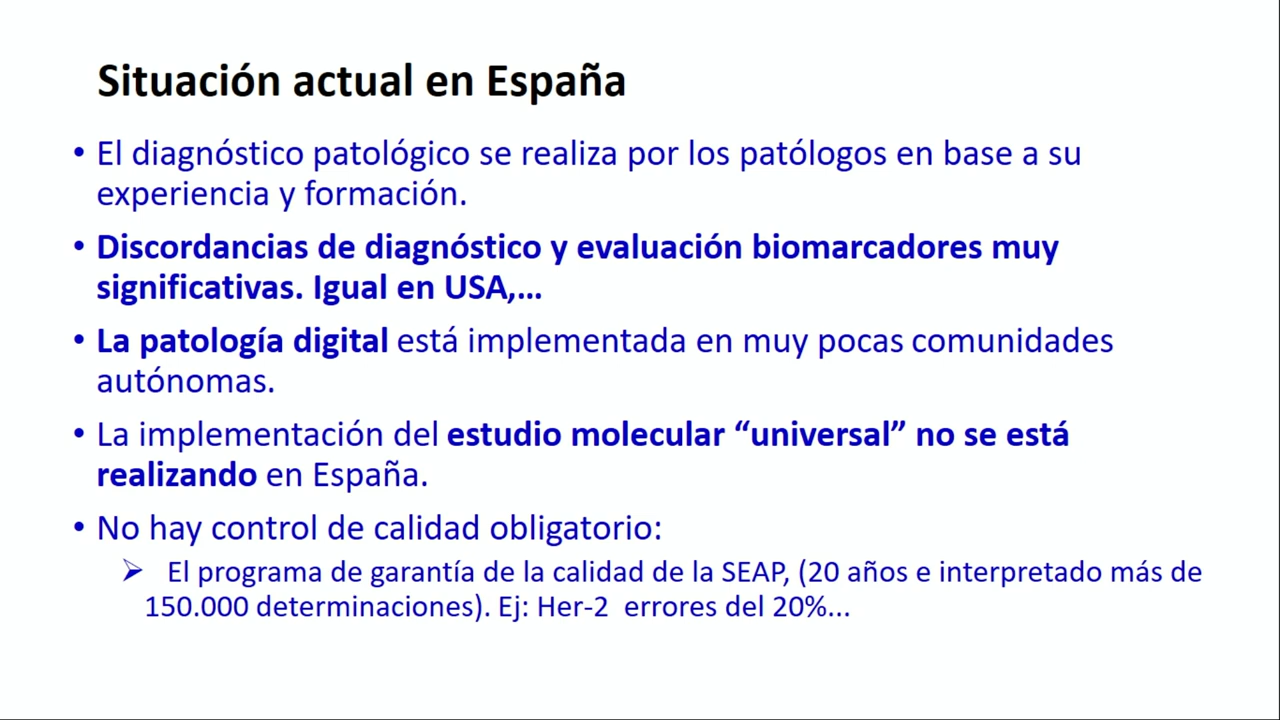 Situación actual en España
• El diagnóstico patológico se realiza por los patólogos en base a su
experiencia y formación.
• Discordancias de diagnóstico y evaluación biomarcadores muy
significativas. Igual en USA,...
• La patología digital está implementada en muy pocas comunidades
autónomas.
• La implementación del estudio molecular “universal” no se está
realizando en España.
• No hay control de calidad obligatorio:
➢ El programa de garantía de la calidad de la SEAP, (20 años e interpretado más de
150.000 determinaciones). Ej: Her-2  errores del 20%...